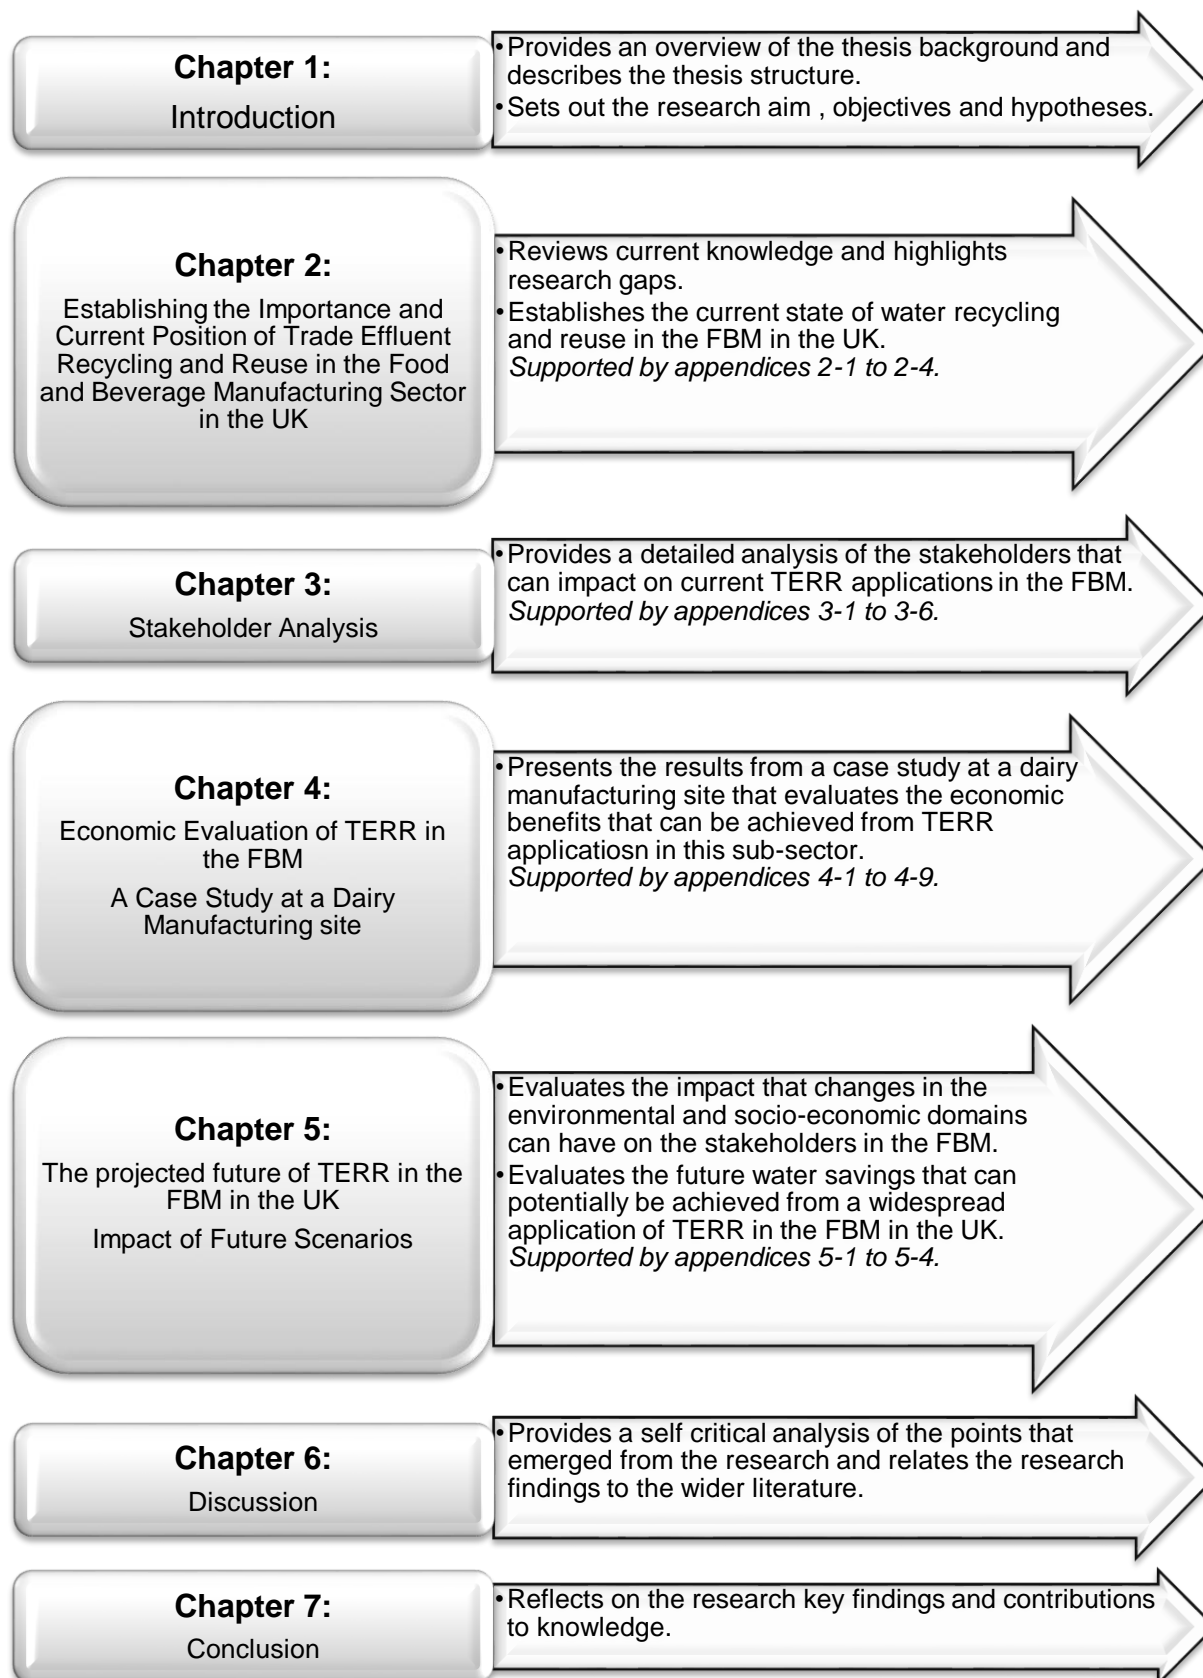 Chapter 1:
Introduction
•Provides an overview of the thesis background and
describes the thesis structure.
•Sets out the research aim , objectives and hypotheses.
Chapter 2:
Establishing the Importance and
Current Position of Trade Effluent
Recycling and Reuse in the Food
and Beverage Manufacturing Sector
in the UK
•Reviews current knowledge and highlights
research gaps.
•Establishes the current state of water recycling
and reuse in the FBM in the UK.
Supported by appendices 2-1 to 2-4.
Chapter 3:
Stakeholder Analysis
•Provides a detailed analysis of the stakeholders that
can impact on current TERR applications in the FBM.
Supported by appendices 3-1 to 3-6.
Chapter 4:
Economic Evaluation of TERR in
the FBM
A Case Study at a Dairy
Manufacturing site
•Presents the results from a case study at a dairy
manufacturing site that evaluates the economic
benefits that can be achieved from TERR
applicatiosn in this sub-sector.
Supported by appendices 4-1 to 4-9.
Chapter 5:
The projected future of TERR in the
FBM in the UK
Impact of Future Scenarios
•Evaluates the impact that changes in the
environmental and socio-economic domains
can have on the stakeholders in the FBM.
•Evaluates the future water savings that can
potentially be achieved from a widespread
application of TERR in the FBM in the UK.
Supported by appendices 5-1 to 5-4.
Chapter 6:
Discussion
•Provides a self critical analysis of the points that
emerged from the research and relates the research
findings to the wider literature.
Chapter 7:
Conclusion
•Reflects on the research key findings and contributions
to knowledge.